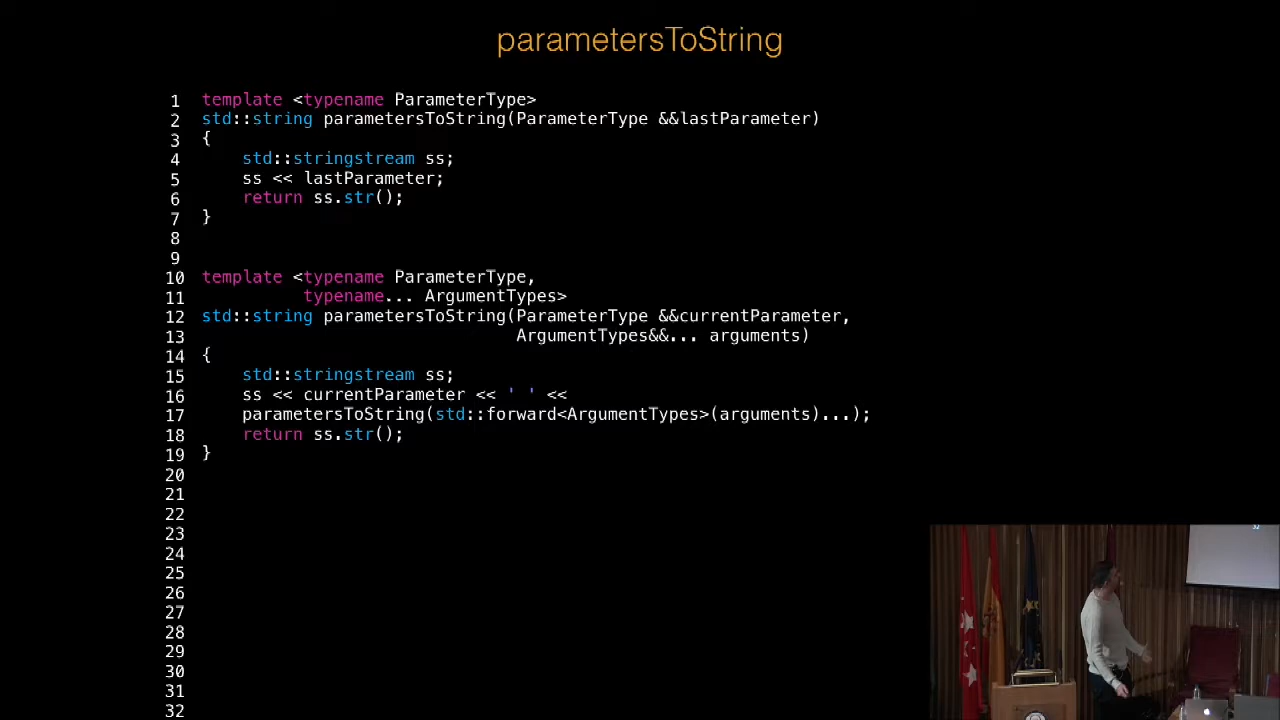 parametersToString
1 template <typename ParameterType>
2 std::string parametersToString(ParameterType &&lastParameter)
3 {
4     std::stringstream ss;
5     ss << lastParameter;
6     return ss.str();
7 }
8
9
10 template <typename ParameterType,
11           typename... ArgumentTypes>
12 std::string parametersToString(ParameterType &&currentParameter,
13                                ArgumentTypes&&... arguments)
14 {
15     std::stringstream ss;
16     ss << currentParameter << ' ' <<
17     parametersToString(std::forward<ArgumentTypes>(arguments)...);
18     return ss.str();
19 }
20
21
22
23
24
25
26
27
28
29
30
31
32